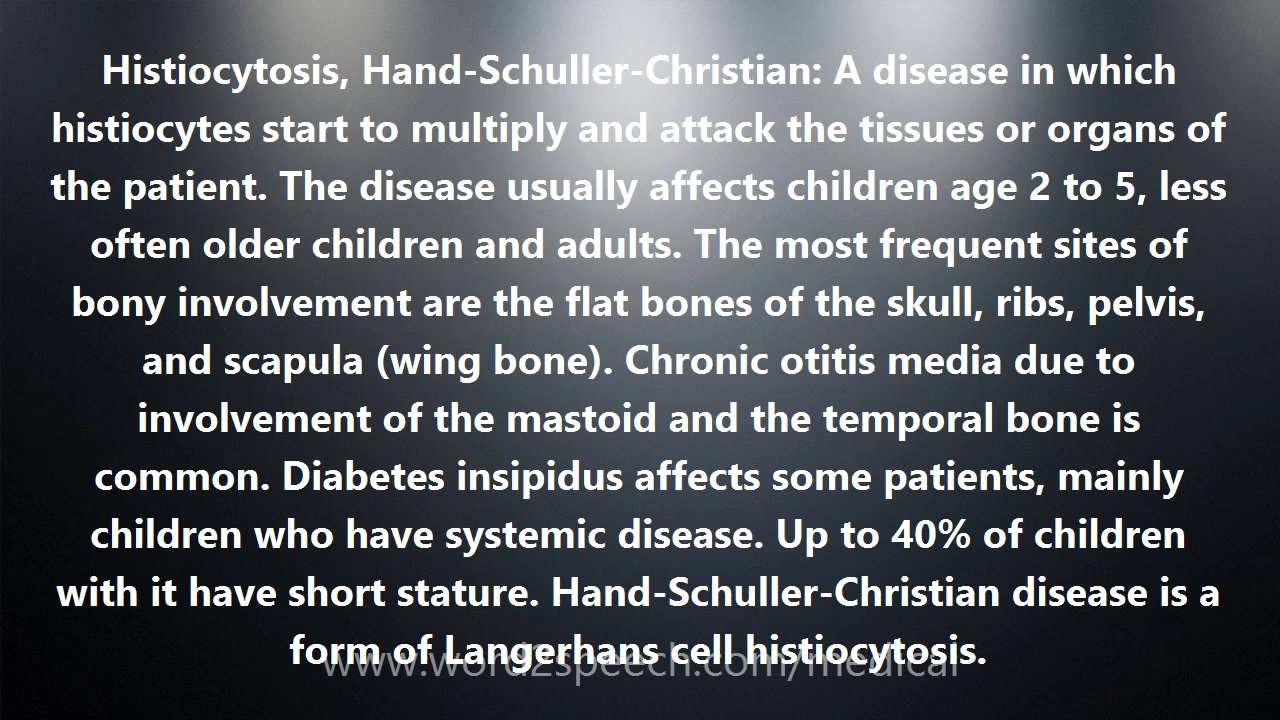 Histiocytosis, Hand-Schuller-Christian: A disease in which
histiocytes start to multiply and attack the tissues or organs of
the patient. The disease usually affects children age 2 to 5, less
often older children and adults. The most frequent sites of
bony involvement are the flat bones of the skull, ribs, pelvis,
and scapula (wing bone). Chronic otitis media due to
involvement of the mastoid and the temporal bone is
common. Diabetes insipidus affects some patients, mainly
children who have systemic disease. Up to 40% of children
with it have short stature. Hand-Schuller-Christian disease is a
form of Langerhans cell histiocytosis.
www.word2speech.com/medical